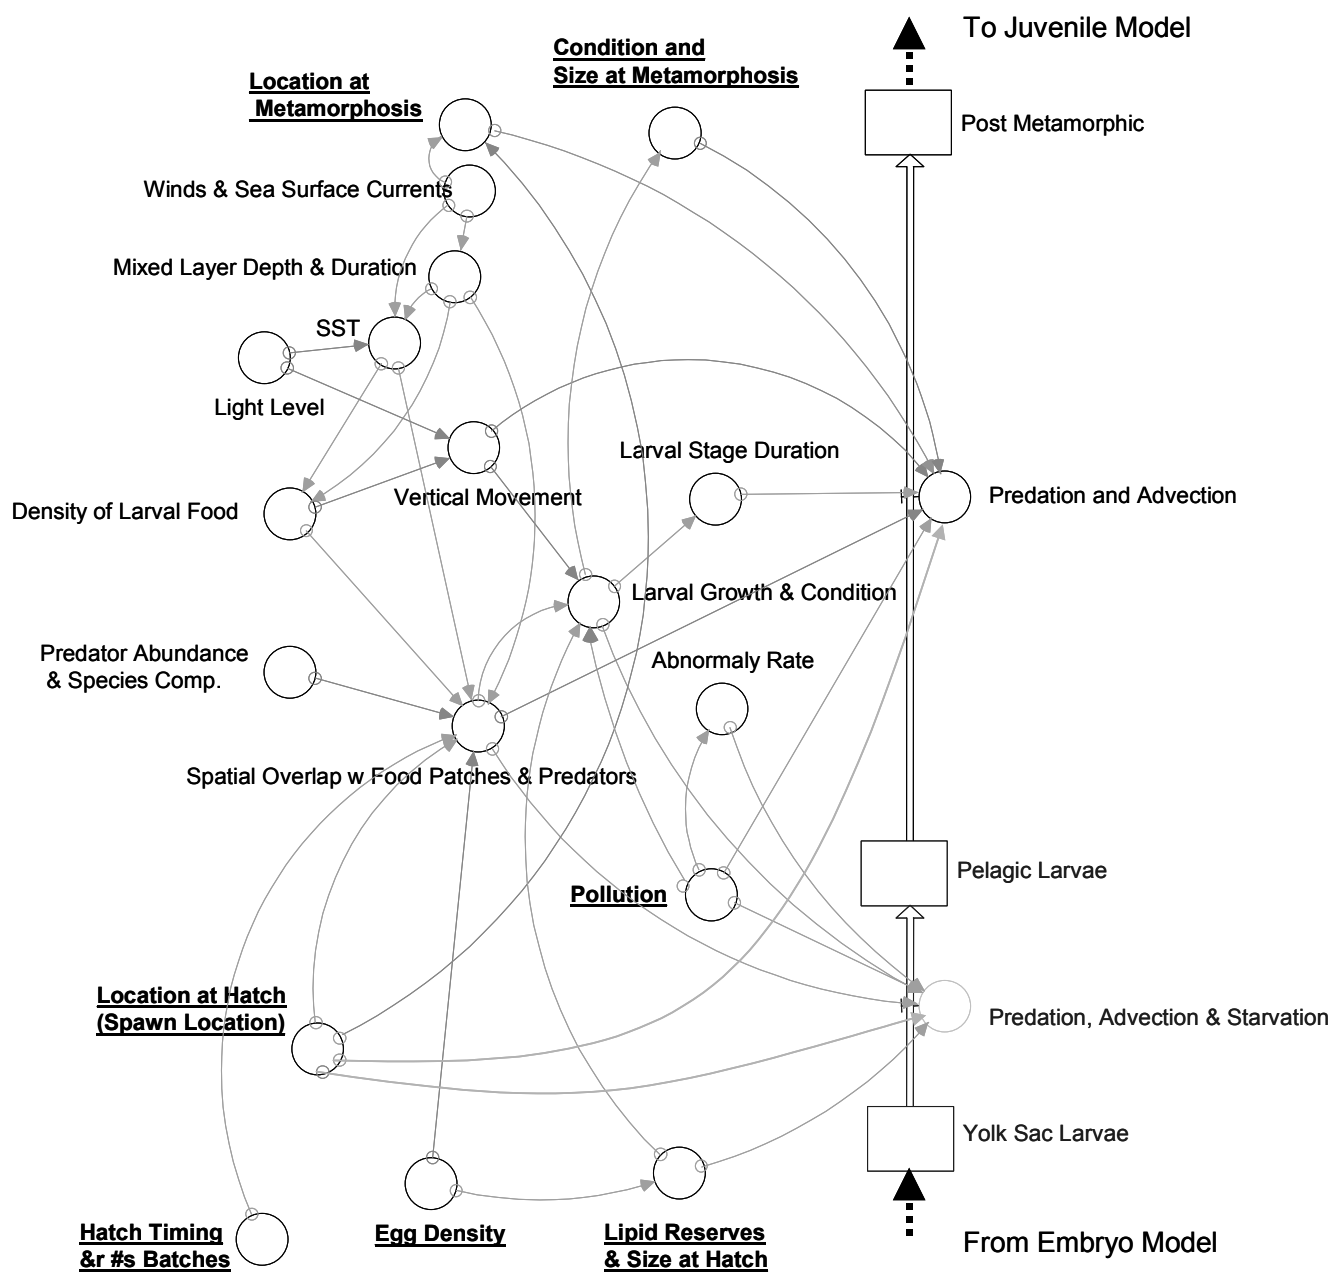 To Juvenile Model
Condition and
Size at Metamorphosis
Location at
Metamorphosis
Post Metamorphic
Winds & Sea Surface Currents
Mixed Layer Depth & Duration
SST
Light Level
Larval Stage Duration
Vertical Movement
Predation and Advection
Density of Larval Food
Larval Growth & Condition
Predator Abundance
& Species Comp.
Abnormaly Rate
Spatial Overlap w Food Patches & Predators
Pelagic Larvae
Pollution
Location at Hatch
(Spawn Location)
Predation, Advection & Starvation
Yolk Sac Larvae
Hatch Timing
&r #s Batches
Egg Density
Lipid Reserves
& Size at Hatch
From Embryo Model